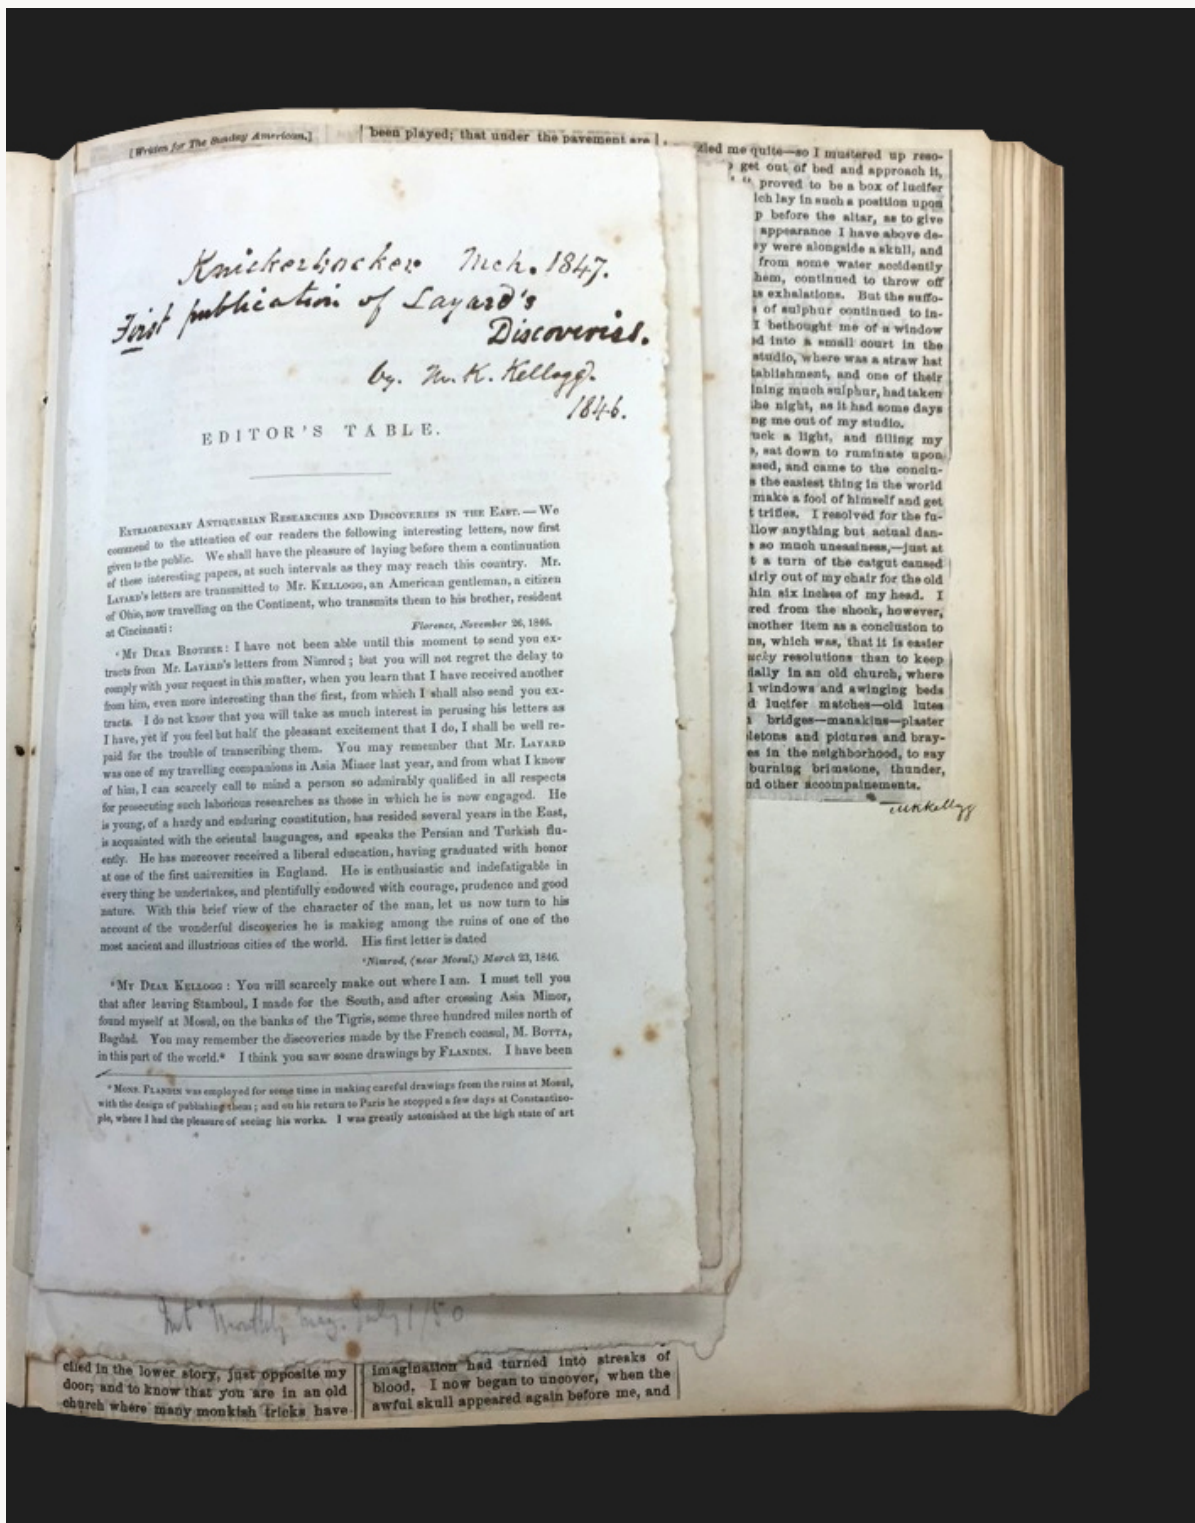 [Written for The Sunday American.]
been played; that under the pavement are
Knickerbocker Mch. 1847.
First publication of Layard's
Discoveries.
by. M. K. Kellogg.
1846.
EDITOR'S TABLE.
EXTRAORDINARY ANTIQUARIAN RESEARCHES AND DISCOVERIES IN THE EAST. — We
commend to the attention of our readers the following interesting letters, now first
given to the public. We shall have the pleasure of laying before them a continuation
of these interesting papers, at such intervals as they may reach this country. Mr.
LAYARD'S letters are transmitted to Mr. KELLOGG, an American gentleman, a citizen
of Ohio, now travelling on the Continent, who transmits them to his brother, resident
at Cincinnati:
Florence, November 26, 1846.
'MY DEAR BROTHER: I have not been able until this moment to send you ex-
tracts from Mr. LAYARD'S letters from Nimrod; but you will not regret the delay to
comply with your request in this matter, when you learn that I have received another
from him, even more interesting than the first, from which I shall also send you ex-
tracts. I do not know that you will take as much interest in perusing his letters as
I have, yet if you feel but half the pleasant excitement that I do, I shall be well re-
paid for the trouble of transcribing them. You may remember that Mr. LAYARD
was one of my travelling companions in Asia Minor last year, and from what I know
of him, I can scarcely call to mind a person so admirably qualified in all respects
for prosecuting such laborious researches as those in which he is now engaged. He
is young, of a hardy and enduring constitution, has resided several years in the East,
is acquainted with the oriental languages, and speaks the Persian and Turkish flu-
ently. He has moreover received a liberal education, having graduated with honor
at one of the first universities in England. He is enthusiastic and indefatigable in
every thing he undertakes, and plentifully endowed with courage, prudence and good
nature. With this brief view of the character of the man, let us now turn to his
account of the wonderful discoveries he is making among the ruins of one of the
most ancient and illustrious cities of the world. His first letter is dated
'Nimrod, (near Mosul,) March 23, 1846.
'MY DEAR KELLOGG: You will scarcely make out where I am. I must tell you
that after leaving Stamboul, I made for the South, and after crossing Asia Minor,
found myself at Mosul, on the banks of the Tigris, some three hundred miles north of
Bagdad. You may remember the discoveries made by the French consul, M. BOTTA,
in this part of the world.* I think you saw some drawings by FLANDIN. I have been
* MONS. FLANDIN was employed for some time in making careful drawings from the ruins at Mosul,
with the design of publishing them; and on his return to Paris he stopped a few days at Constantino-
ple, where I had the pleasure of seeing his works. I was greatly astonished at the high state of art
Monthly Mag. July 1/50
cied in the lower story, just opposite my
door; and to know that you are in an old
church where many monkish tricks have
imagination had turned into streaks of
blood. I now began to uncover, when the
awful skull appeared again before me, and
zled me quite—so I mustered up reso-
get out of bed and approach it,
proved to be a box of lucifer
ich lay in such a position upon
p before the altar, as to give
appearance I have above de-
ey were alongside a skull, and
from some water accidently
hem, continued to throw off
us exhalations. But the suffo-
of sulphur continued to in-
I bethought me of a window
ed into a small court in the
studio, where was a straw hat
tablishment, and one of their
ining much sulphur, had taken
the night, as it had some days
ng me out of my studio.
uck a light, and filling my
, sat down to ruminate upon
ssed, and came to the conclu-
s the easiest thing in the world
make a fool of himself and get
t trifles. I resolved for the fu-
llow anything but actual dan-
s so much uneasiness,—just at
t a turn of the catgut caused
irly out of my chair for the old
hin six inches of my head. I
red from the shock, however,
nother item as a conclusion to
ns, which was, that it is easier
ucky resolutions than to keep
ially in an old church, where
l windows and swinging beds
d lucifer matches—old lutes
bridges—manakins—plaster
letons and pictures and bray-
es in the neighborhood, to say
burning brimstone, thunder,
nd other accompainements.
M K Kellogg